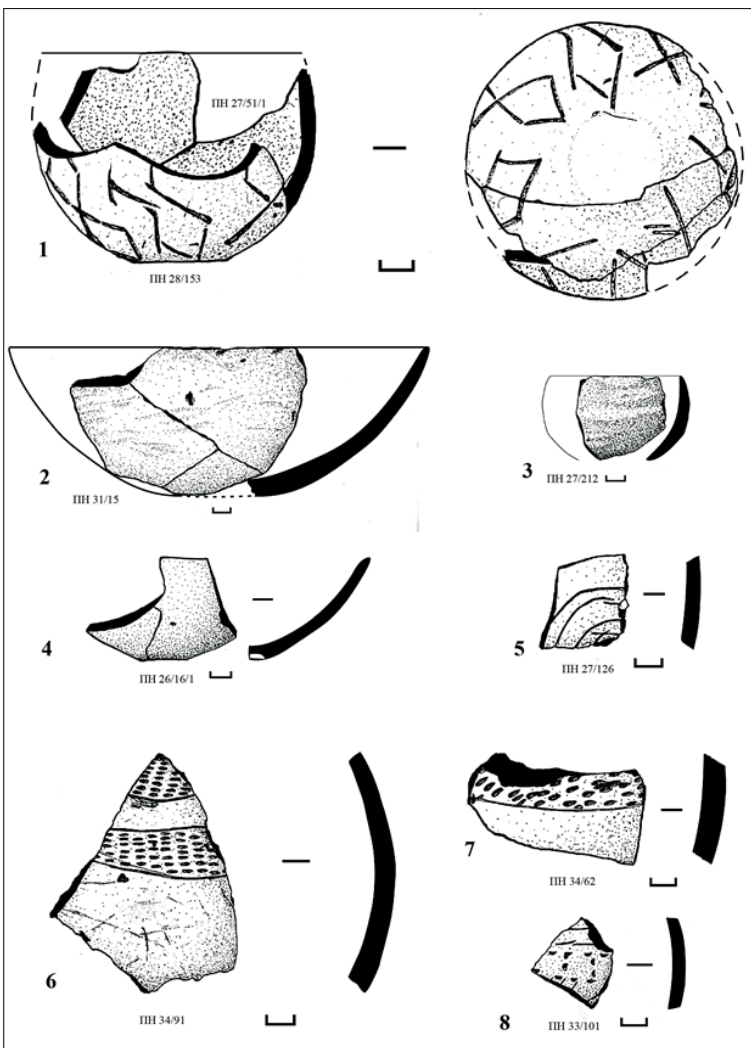 ПН 27/51/1
1
ПН 28/153
2
ПН 31/15
3
ПН 27/212
4
ПН 26/16/1
5
ПН 27/126
6
ПН 34/91
7
ПН 34/62
8
ПН 33/101